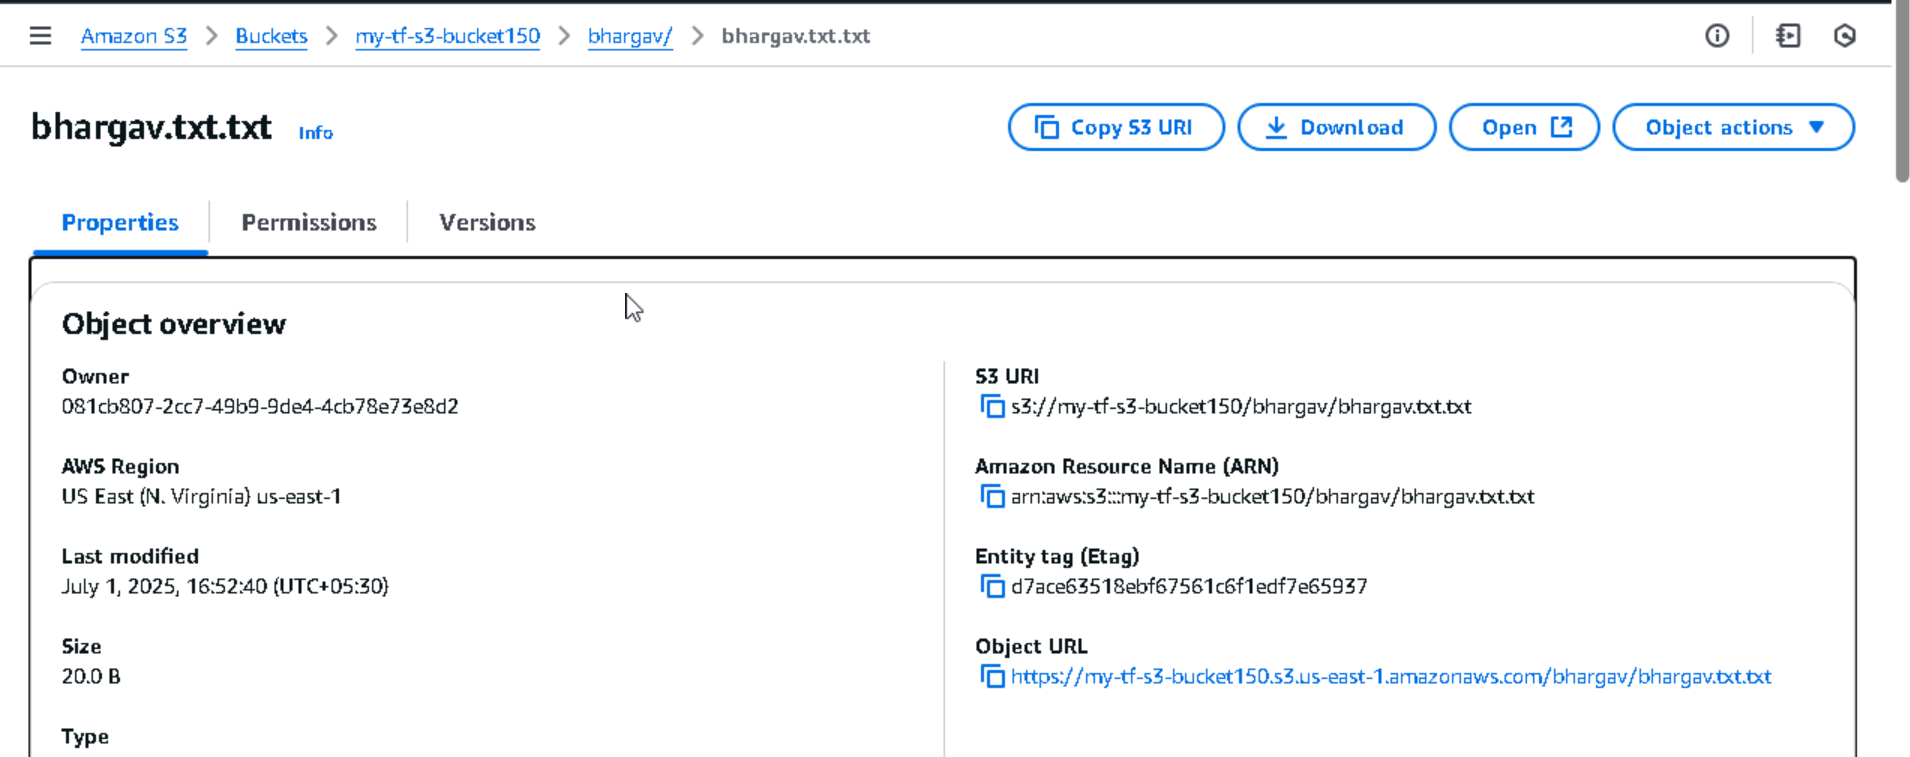 Amazon S3 > Buckets > my-tf-s3-bucket150 > bhargav/ > bhargav.txt.txt
bhargav.txt.txt Info
Copy S3 URI Download Open Object actions
Properties Permissions Versions
Object overview
Owner
081cb807-2cc7-49b9-9de4-4cb78e73e8d2
AWS Region
US East (N. Virginia) us-east-1
Last modified
July 1, 2025, 16:52:40 (UTC+05:30)
Size
20.0 B
Type
S3 URI
s3://my-tf-s3-bucket150/bhargav/bhargav.txt.txt
Amazon Resource Name (ARN)
arn:aws:s3:::my-tf-s3-bucket150/bhargav/bhargav.txt.txt
Entity tag (Etag)
d7ace63518ebf67561c6f1edf7e65937
Object URL
https://my-tf-s3-bucket150.s3.us-east-1.amazonaws.com/bhargav/bhargav.txt.txt